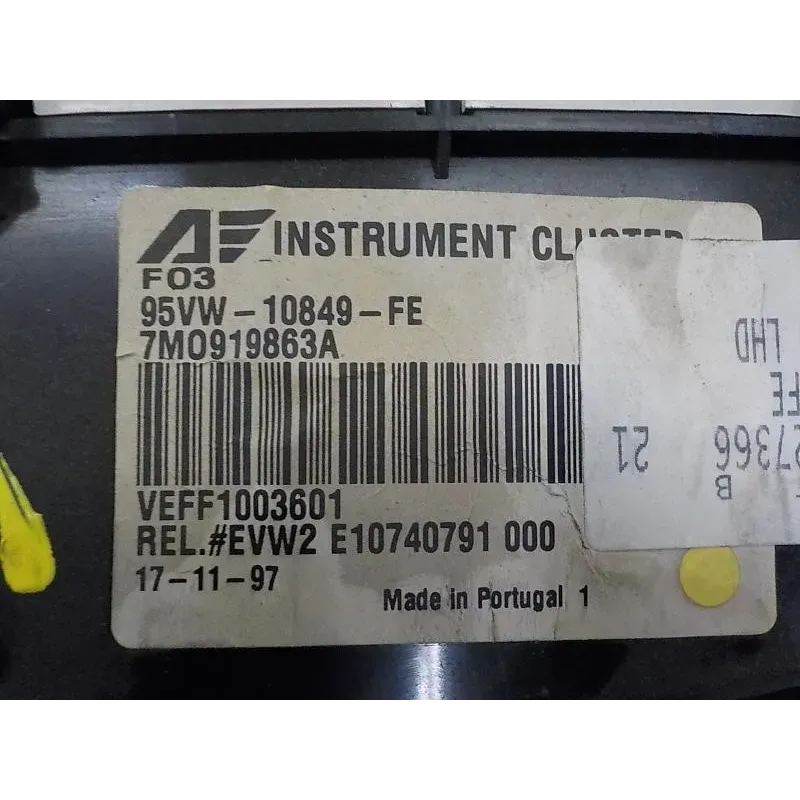 AF INSTRUMENT CLUSTER
F03
95VW-10849-FE
7M0919863A
VEFF1003601
REL.#EVW2 E10740791 000
17-11-97
Made in Portugal 1
LHD
FE
27366 21
B